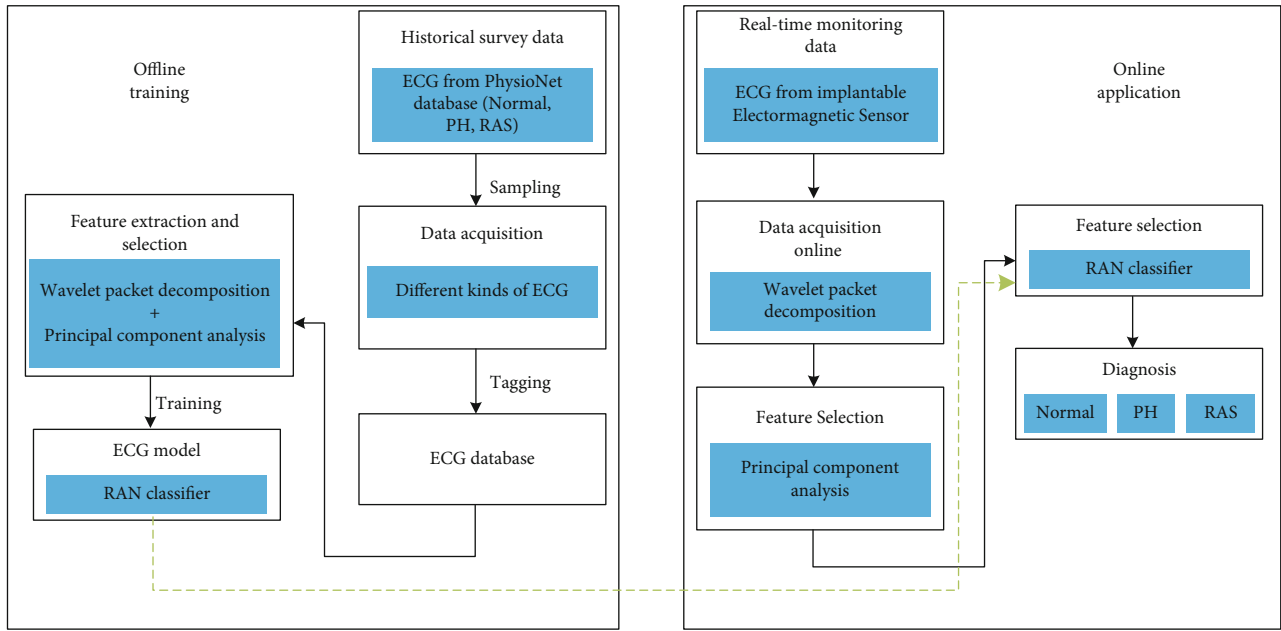 Offline
training
Historical survey data
ECG from PhysioNet
database (Normal,
PH, RAS)
Sampling
Data acquisition
Different kinds of ECG
Tagging
ECG database
Feature extraction and
selection
Wavelet packet decomposition
+
Principal component analysis
Training
ECG model
RAN classifier
Real-time monitoring
data
ECG from implantable
Electormagnetic Sensor
Online
application
Data acquisition
online
Wavelet packet
decomposition
Feature Selection
Principal component
analysis
Feature selection
RAN classifier
Diagnosis
Normal
PH
RAS